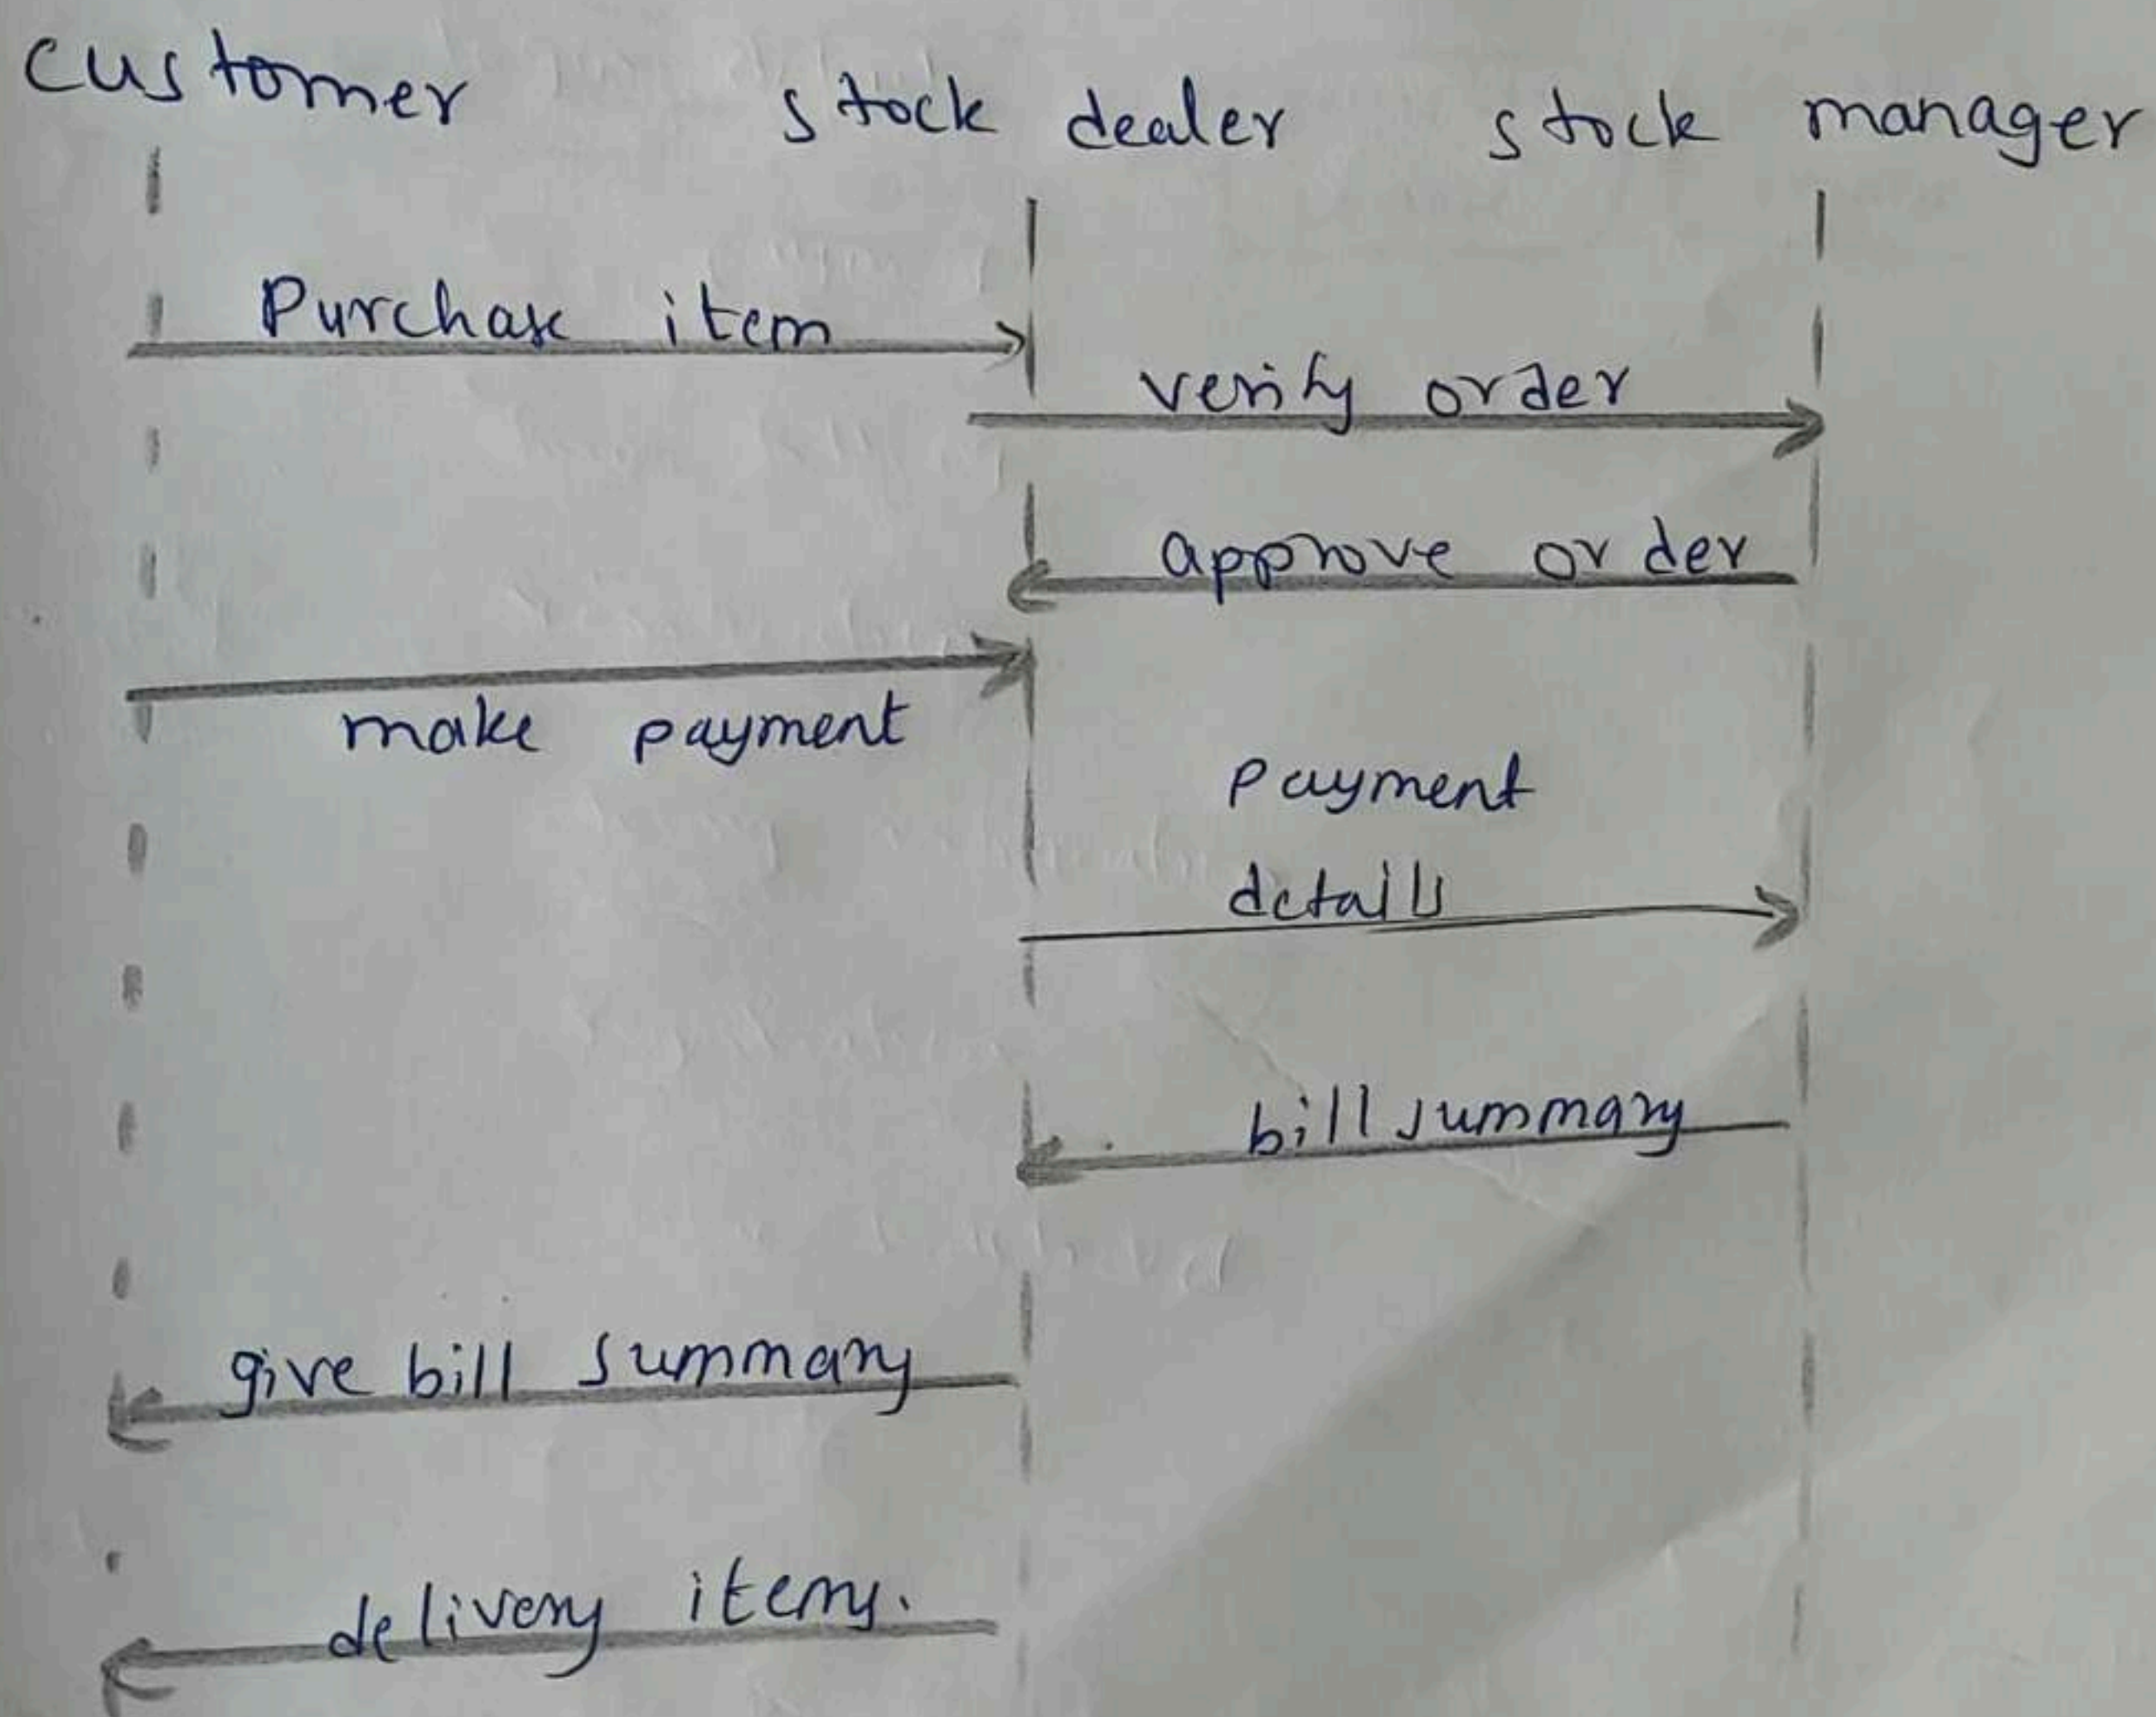 customer stock dealer stock manager
Purchase item
verify order
approve order
make payment
payment
details
bill summary
give bill summary
delivery items.